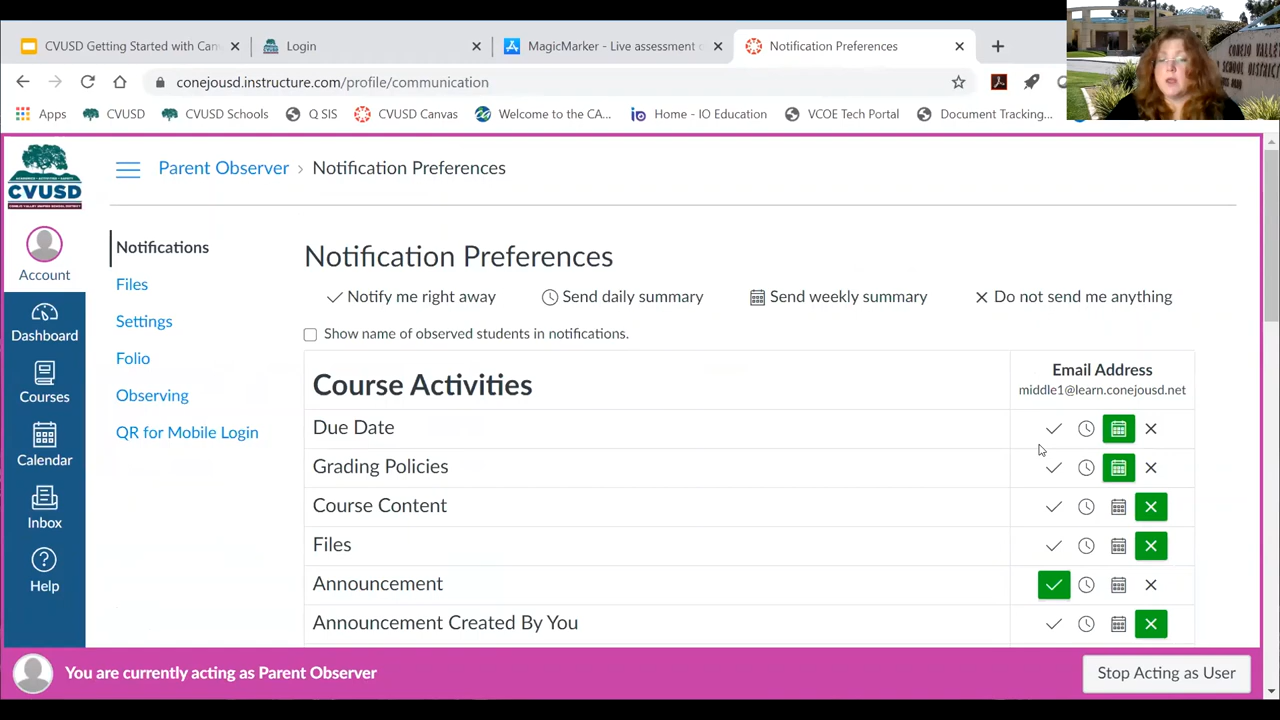 CVUSD Getting Started with Can
Login
MagicMarker - Live assessment o
Notification Preferences
conejousd.instructure.com/profile/communication
Apps
CVUSD
CVUSD Schools
Q SIS
CVUSD Canvas
Welcome to the CA...
Home - IO Education
VCOE Tech Portal
Document Tracking...
CONEJO VALLEY
SCHOOL DISTRICT
CVUSD
Parent Observer › Notification Preferences
Account
Dashboard
Courses
Calendar
Inbox
Help
Notifications
Files
Settings
Folio
Observing
QR for Mobile Login
Notification Preferences
Notify me right away
Send daily summary
Send weekly summary
Do not send me anything
Show name of observed students in notifications.
Course Activities
Email Address
middle1@learn.conejousd.net
Due Date
Grading Policies
Course Content
Files
Announcement
Announcement Created By You
You are currently acting as Parent Observer
Stop Acting as User